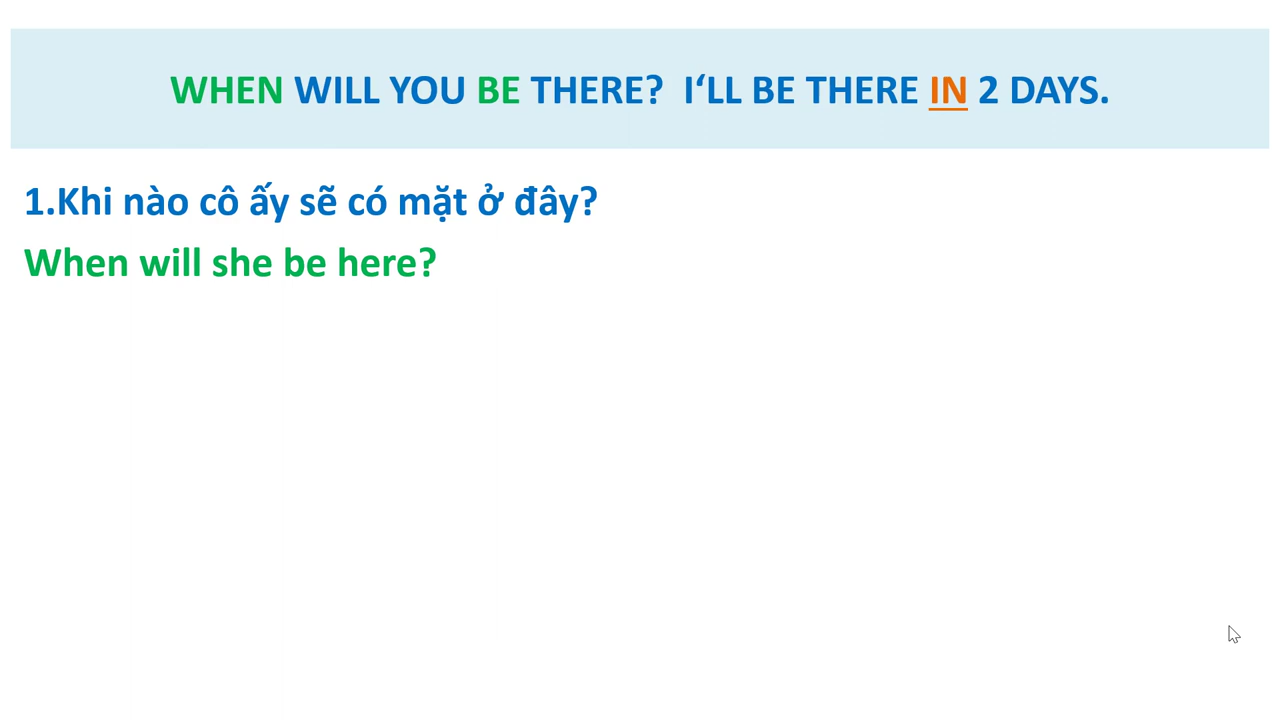 WHEN WILL YOU BE THERE?  I‘LL BE THERE IN 2 DAYS.
1.Khi nào cô ấy sẽ có mặt ở đây?
When will she be here?